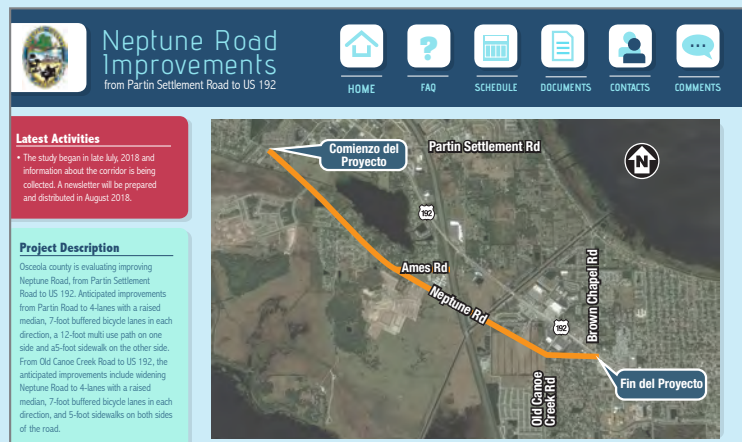 Neptune Road
Improvements
from Partin Settlement Road to US 192
HOME
FAQ
SCHEDULE
DOCUMENTS
CONTACTS
COMMENTS
Latest Activities
• The study began in late July, 2018 and
information about the corridor is being
collected. A newsletter will be prepared
and distributed in August 2018.
Project Description
Osceola county is evaluating improving
Neptune Road, from Partin Settlement
Road to US 192. Anticipated improvements
from Partin Road to 4-lanes with a raised
median, 7-foot buffered bicycle lanes in each
direction, a 12-foot multi use path on one
side and a5-foot sidewalk on the other side.
From Old Canoe Creek Road to US 192, the
anticipated improvements include widening
Neptune Road to 4-lanes with a raised
median, 7-foot buffered bicycle lanes in each
direction, and 5-foot sidewalks on both sides
of the road.
Comienzo del
Proyecto
Partin Settlement Rd
N
192
Ames Rd
Neptune Rd
192
Brown Chapel Rd
Old Canoe
Creek Rd
Fin del Proyecto